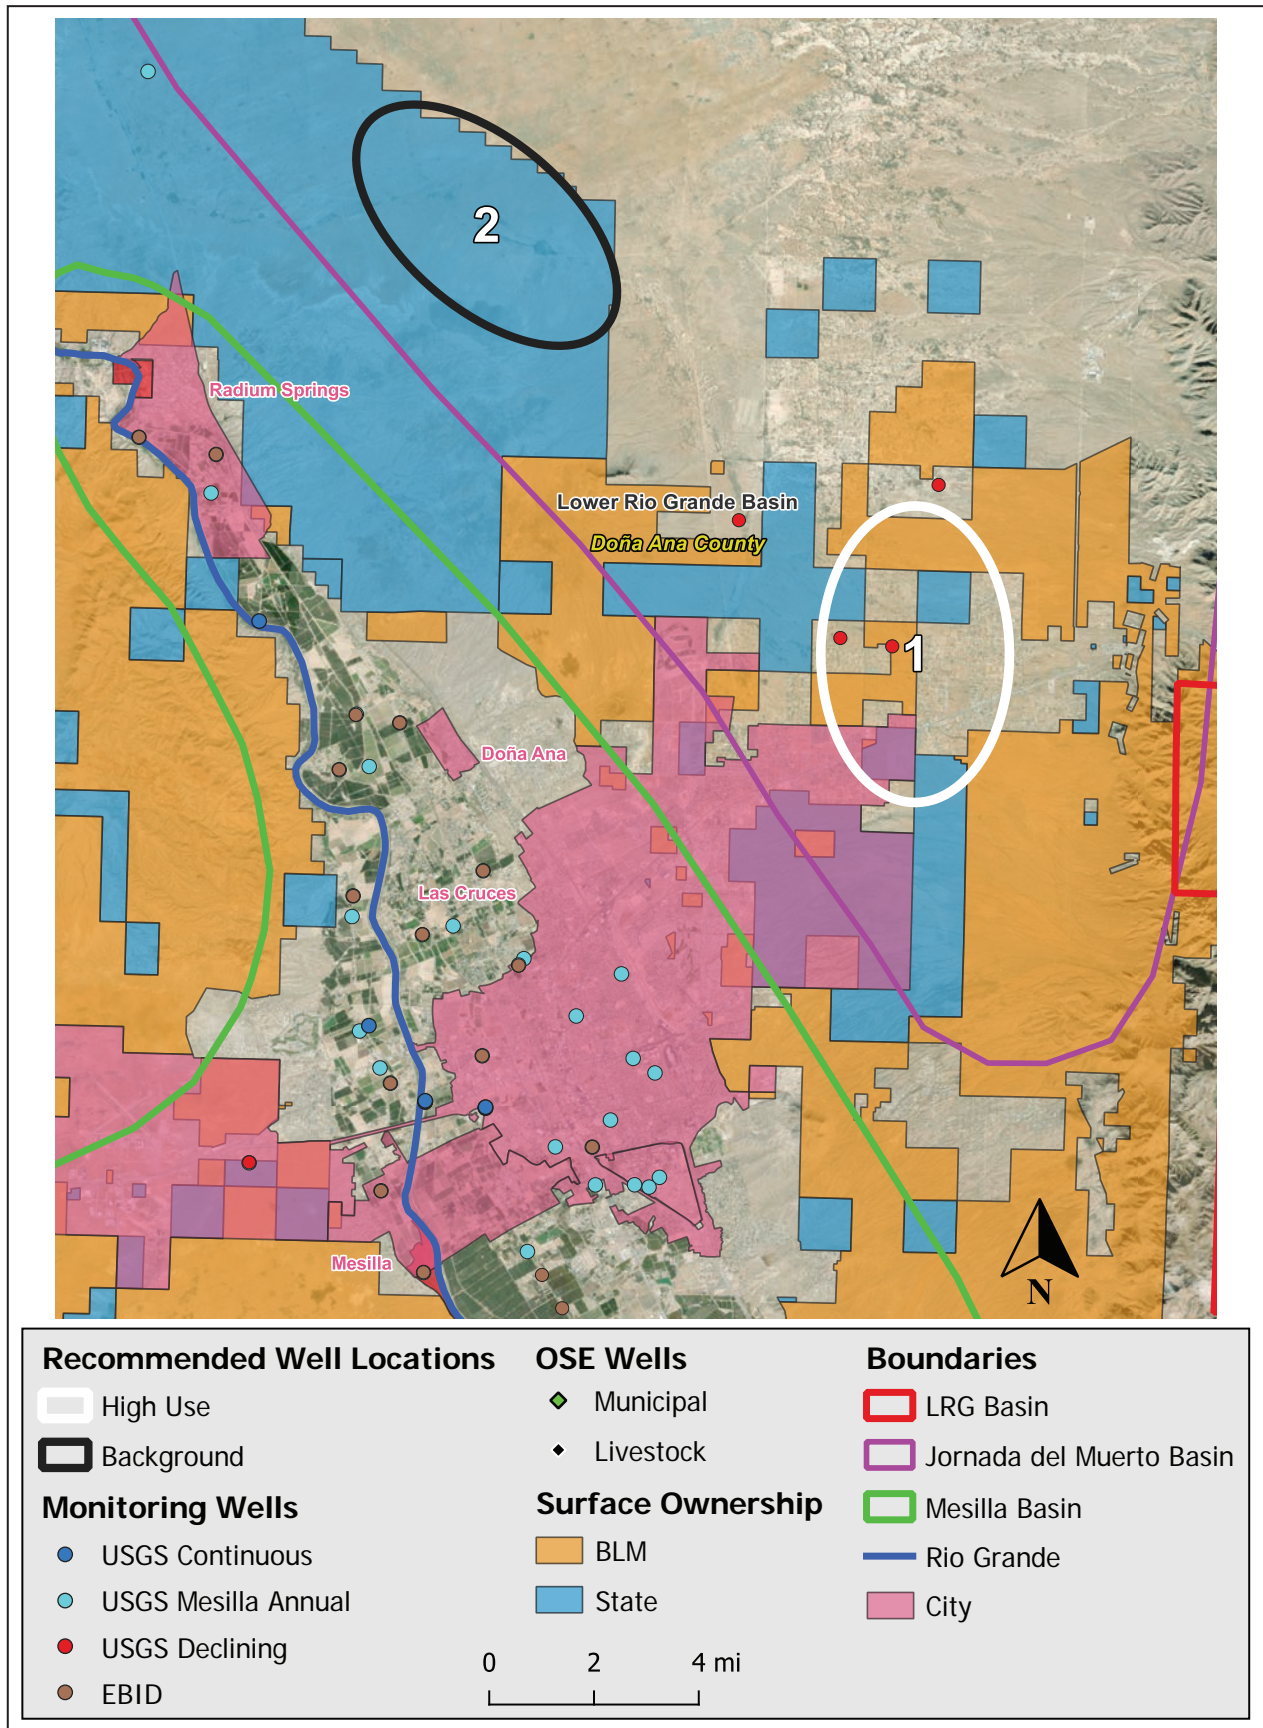 2
Radium Springs
Lower Rio Grande Basin
Doña Ana County
1
Doña Ana
Las Cruces
Mesilla
N
Recommended Well Locations
High Use
Background
Monitoring Wells
USGS Continuous
USGS Mesilla Annual
USGS Declining
EBID
OSE Wells
Municipal
Livestock
Surface Ownership
BLM
State
0 2 4 mi
Boundaries
LRG Basin
Jornada del Muerto Basin
Mesilla Basin
Rio Grande
City